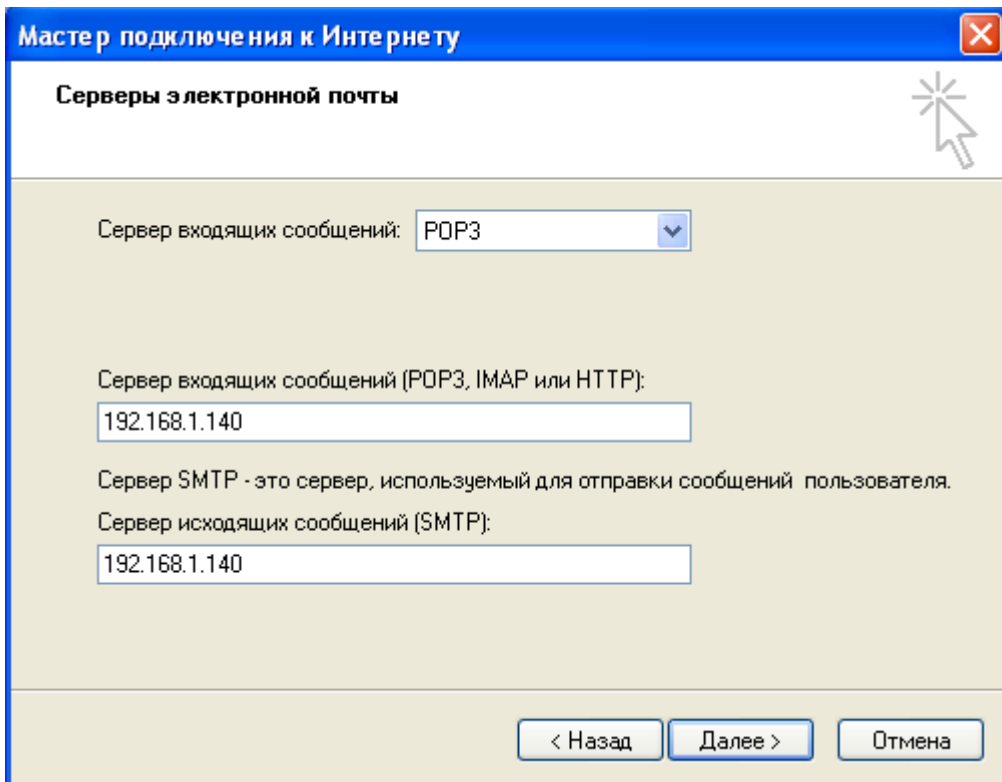 Мастер подключения к Интернету
Серверы электронной почты
Сервер входящих сообщений: POP3
Сервер входящих сообщений (POP3, IMAP или HTTP):
192.168.1.140
Сервер SMTP - это сервер, используемый для отправки сообщений пользователя.
Сервер исходящих сообщений (SMTP):
192.168.1.140
< Назад Далее > Отмена